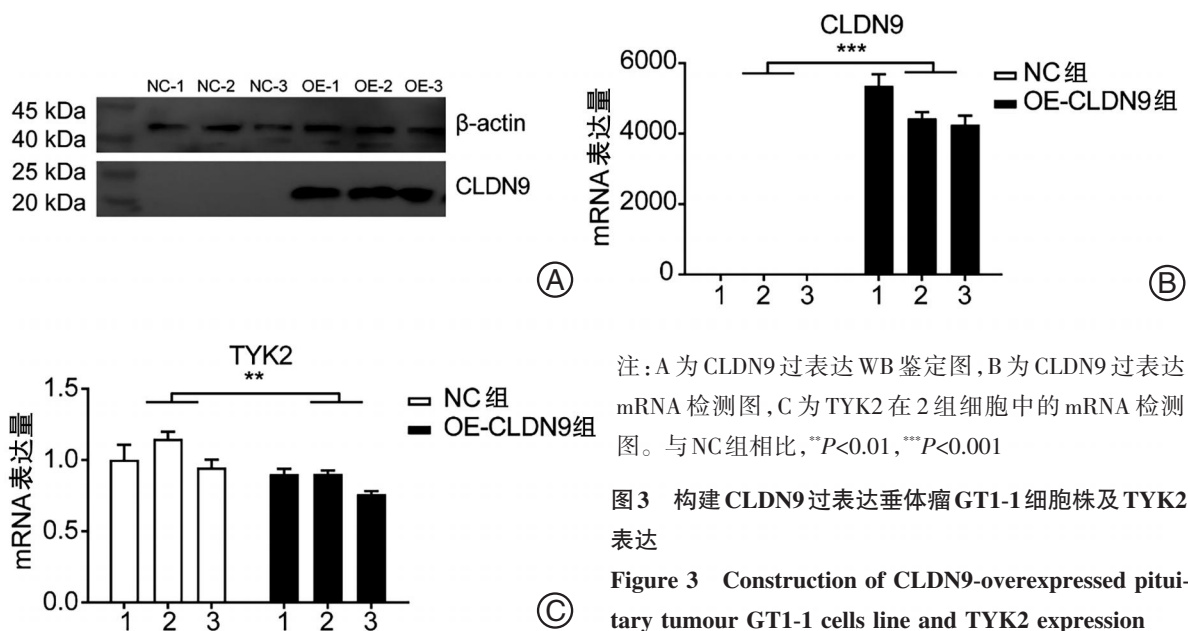 NC-1 NC-2 NC-3 OE-1 OE-2 OE-3
45 kDa
40 kDa
β-actin
25 kDa
20 kDa
CLDN9
A
CLDN9
***
6000
4000
2000
0
mRNA表达量
1 2 3 1 2 3
NC组
OE-CLDN9组
B
TYK2
**
1.5
1.0
0.5
0.0
mRNA表达量
1 2 3 1 2 3
NC组
OE-CLDN9组
C
注:A为CLDN9过表达WB鉴定图,B为CLDN9过表达
mRNA检测图,C为TYK2在2组细胞中的mRNA检测
图。与NC组相比,**P<0.01,***P<0.001
图3 构建CLDN9过表达垂体瘤GT1-1细胞株及TYK2
表达
Figure 3 Construction of CLDN9-overexpressed pitui-
tary tumour GT1-1 cells line and TYK2 expression